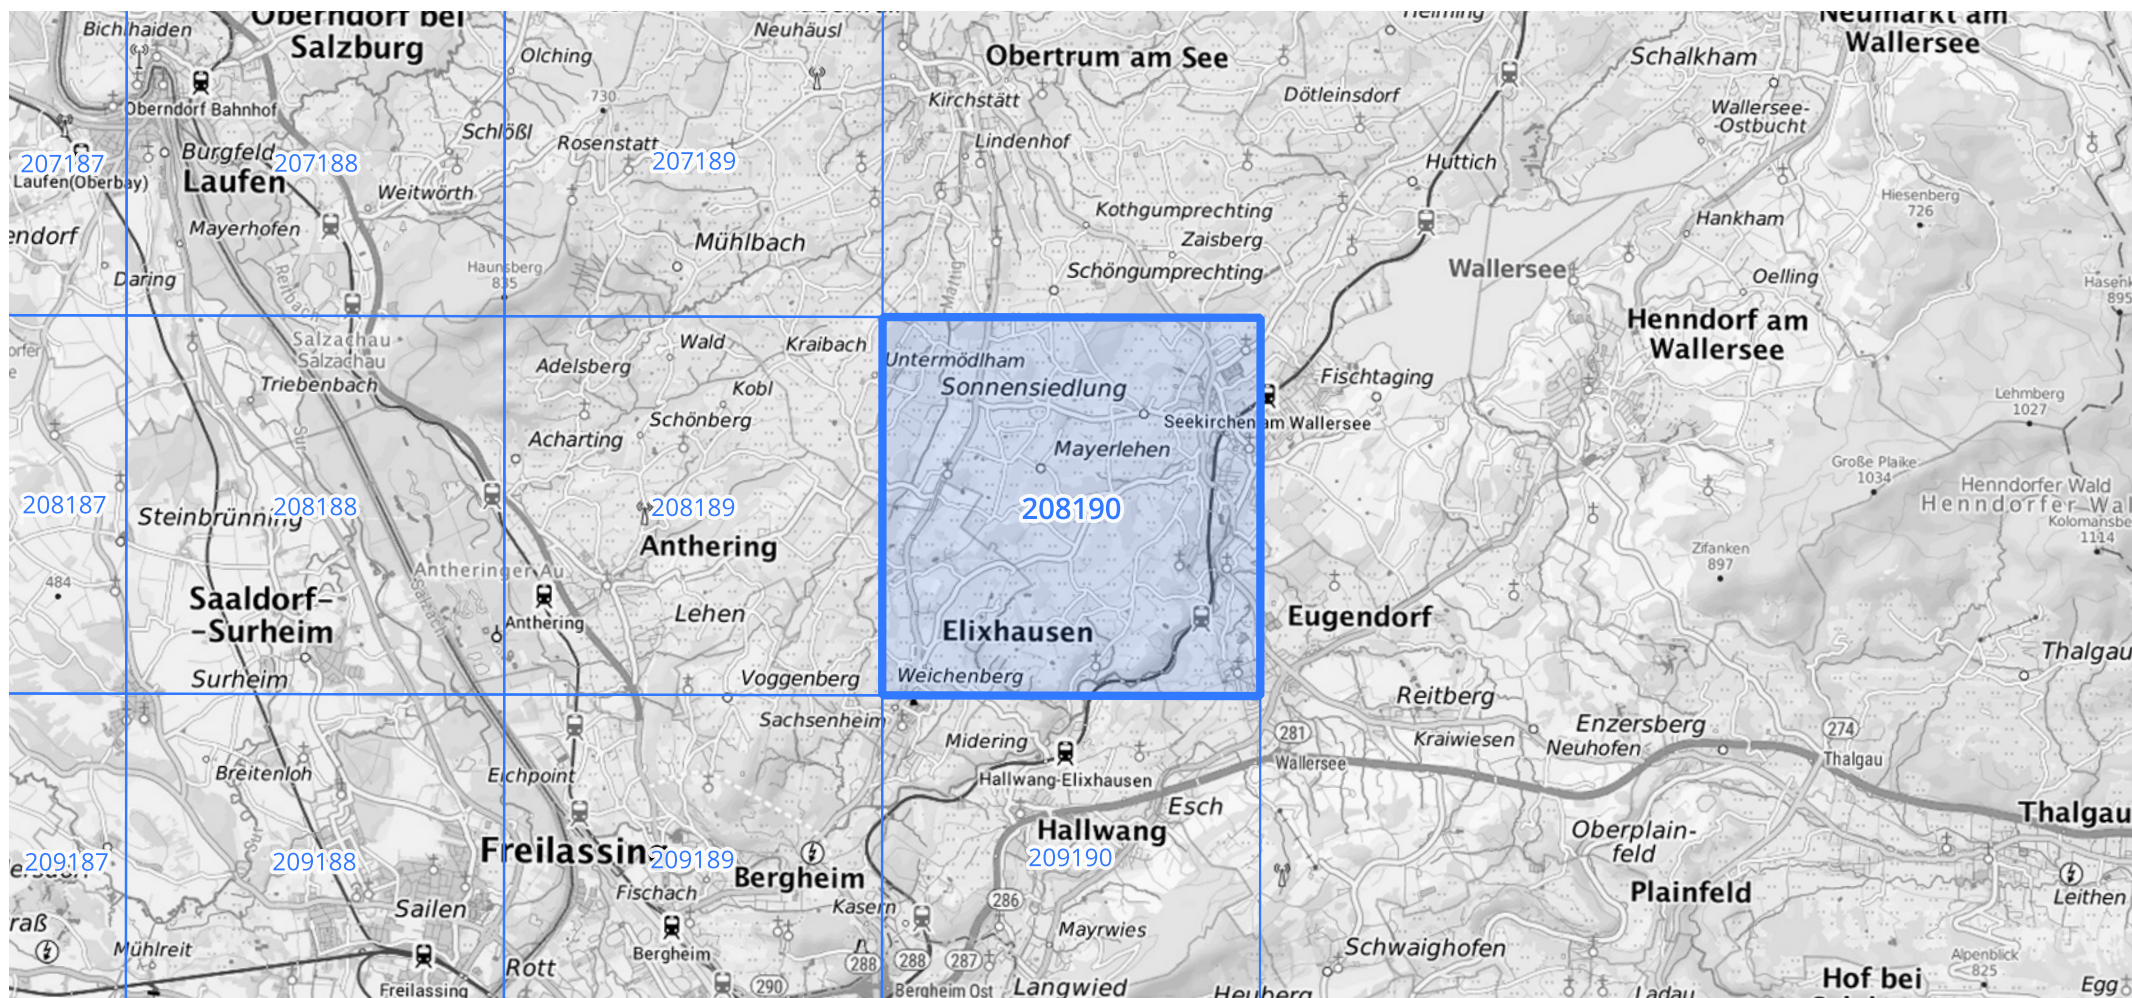 Oberndorf bei
Salzburg
Bichlhaiden
Olching
Neuhäusl
Obertrum am See
Schalkham
Neumarkt am
Wallersee
Oberndorf Bahnhof
730
Kirchstätt
Dötleinsdorf
Wallersee-
-Ostbucht
Schlößl
Rosenstatt
Lindenhof
Burgfeld
207187
207188
207189
Huttich
Laufen(Oberbay)
Laufen
Weitwörth
Hiesenberg
726
Kothgumprechting
Hankham
Mayerhofen
endorf
Mühlbach
Zaisberg
Haunsberg
835
Schöngumprechting
Wallersee
Oelling
Daring
Reitbach
Mattig
Henndorf am
Wallersee
Salzachau
Salzachau
Wald
Kraibach
Adelsberg
Untermödlham
Sonnensiedlung
Fischtaging
Triebenbach
Kobl
Lehmberg
1027
Schönberg
Acharting
Seekirchen am Wallersee
Mayerlehen
Sur
Große Plaike
1034
Henndorfer Wald
208187
208188
208189
208190
Steinbrünning
1114
Anthering
Zifanken
897
Antheringer Au
484
Salzach
Saaldorf-
-Surheim
Anthering
Lehen
Elixhausen
Eugendorf
Thalgau
Surheim
Voggenberg
Weichenberg
Reitberg
Sachsenheim
Enzersberg
281
274
Midering
Kraiwiesen
Neuhofen
Thalgau
Wallersee
Breitenloh
Eichpoint
Hallwang-Elixhausen
Esch
Sur
Thalgau
Hallwang
Oberplain-
feld
Freilassing
209187
209188
209189
209190
Bergheim
Fischach
Plainfeld
Leithen
Kasern
286
Sailen
Mayrwies
Mühlreit
Bergheim
Schwaighofen
288
288
287
Alpenblick
825
Rott
Hof bei
290
Bergheim Ost
Langwied
Freilassing
Heuberg
Ladau
Egg